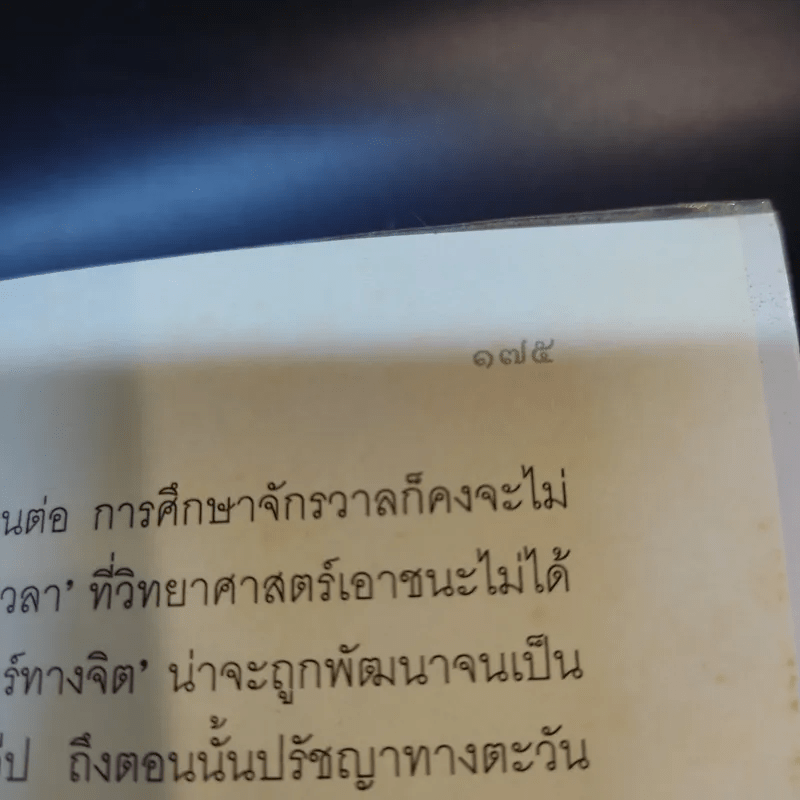 ๑๗๕
นต่อ การศึกษาจักรวาลก็คงจะไม่
วลา’ ที่วิทยาศาสตร์เอาชนะไม่ได้
ร์ทางจิต’ น่าจะถูกพัฒนาจนเป็น
ถึงตอนนั้นปรัชญาทางตะวัน